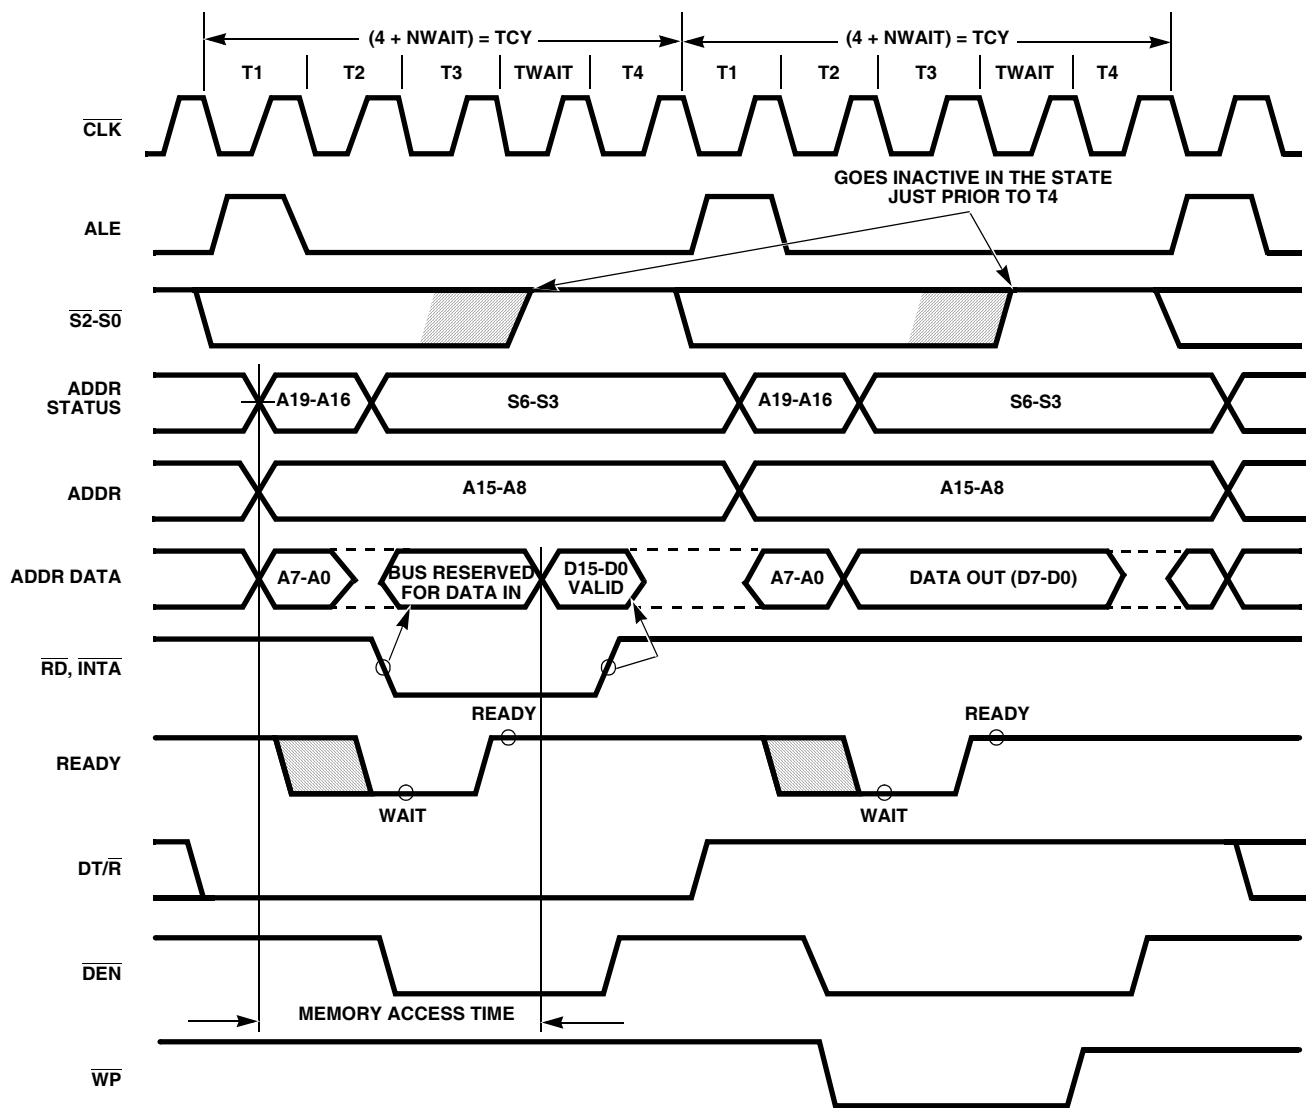 (4 + NWAIT) = TCY (4 + NWAIT) = TCY
T1 T2 T3 TWAIT T4 T1 T2 T3 TWAIT T4
CLK
GOES INACTIVE IN THE STATE
JUST PRIOR TO T4
ALE
S2-S0
ADDR
STATUS
A19-A16 S6-S3 A19-A16 S6-S3
ADDR A15-A8 A15-A8
ADDR DATA A7-A0
BUS RESERVED
FOR DATA IN
D15-D0
VALID
A7-A0 DATA OUT (D7-D0)
RD, INTA
READY READY
READY
WAIT WAIT
DT/R
DEN
MEMORY ACCESS TIME
WP